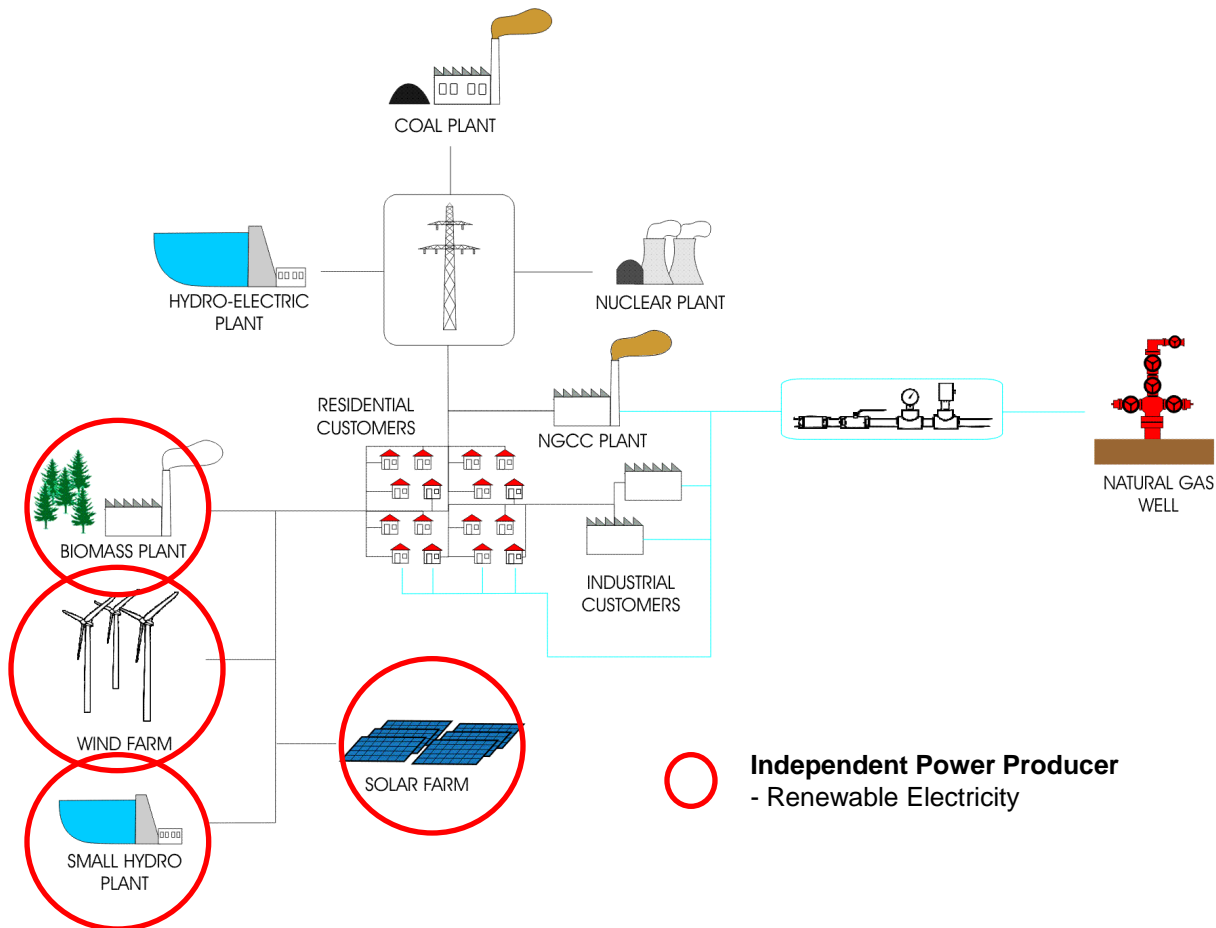 COAL PLANT
HYDRO-ELECTRIC
PLANT
NUCLEAR PLANT
RESIDENTIAL
CUSTOMERS
NGCC PLANT
NATURAL GAS
WELL
BIOMASS PLANT
INDUSTRIAL
CUSTOMERS
WIND FARM
SOLAR FARM
Independent Power Producer
- Renewable Electricity
SMALL HYDRO
PLANT